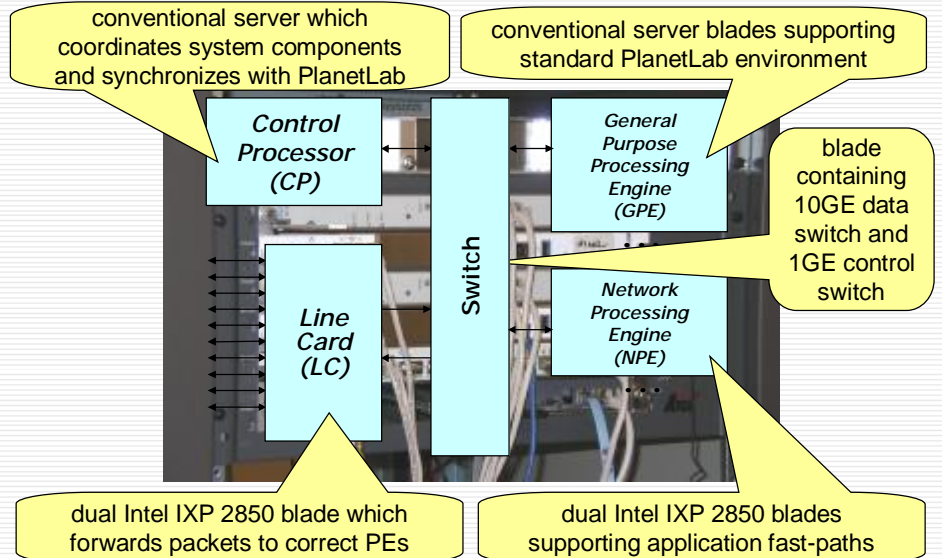 conventional server which
coordinates system components
and synchronizes with PlanetLab
conventional server blades supporting
standard PlanetLab environment
Control
Processor
(CP)
Switch
General
Purpose
Processing
Engine
(GPE)
• • •
blade
containing
10GE data
switch and
1GE control
switch
Line
Card
(LC)
Network
Processing
Engine
(NPE)
• • •
dual Intel IXP 2850 blade which
forwards packets to correct PEs
dual Intel IXP 2850 blades
supporting application fast-paths